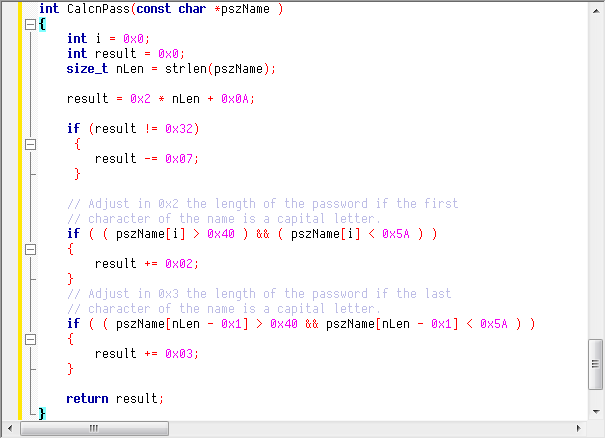 int CalcnPass(const char *pszName )
{
int i = 0x0;
int result = 0x0;
size_t nLen = strlen(pszName);
result = 0x2 * nLen + 0x0A;
if (result != 0x32)
{
result -= 0x07;
}
// Adjust in 0x2 the length of the password if the first
// character of the name is a capital letter.
if ( ( pszName[i] > 0x40 ) && ( pszName[i] < 0x5A ) )
{
result += 0x02;
}
// Adjust in 0x3 the length of the password if the last
// character of the name is a capital letter.
if ( ( pszName[nLen - 0x1] > 0x40 && pszName[nLen - 0x1] < 0x5A ) )
{
result += 0x03;
}
return result;
}